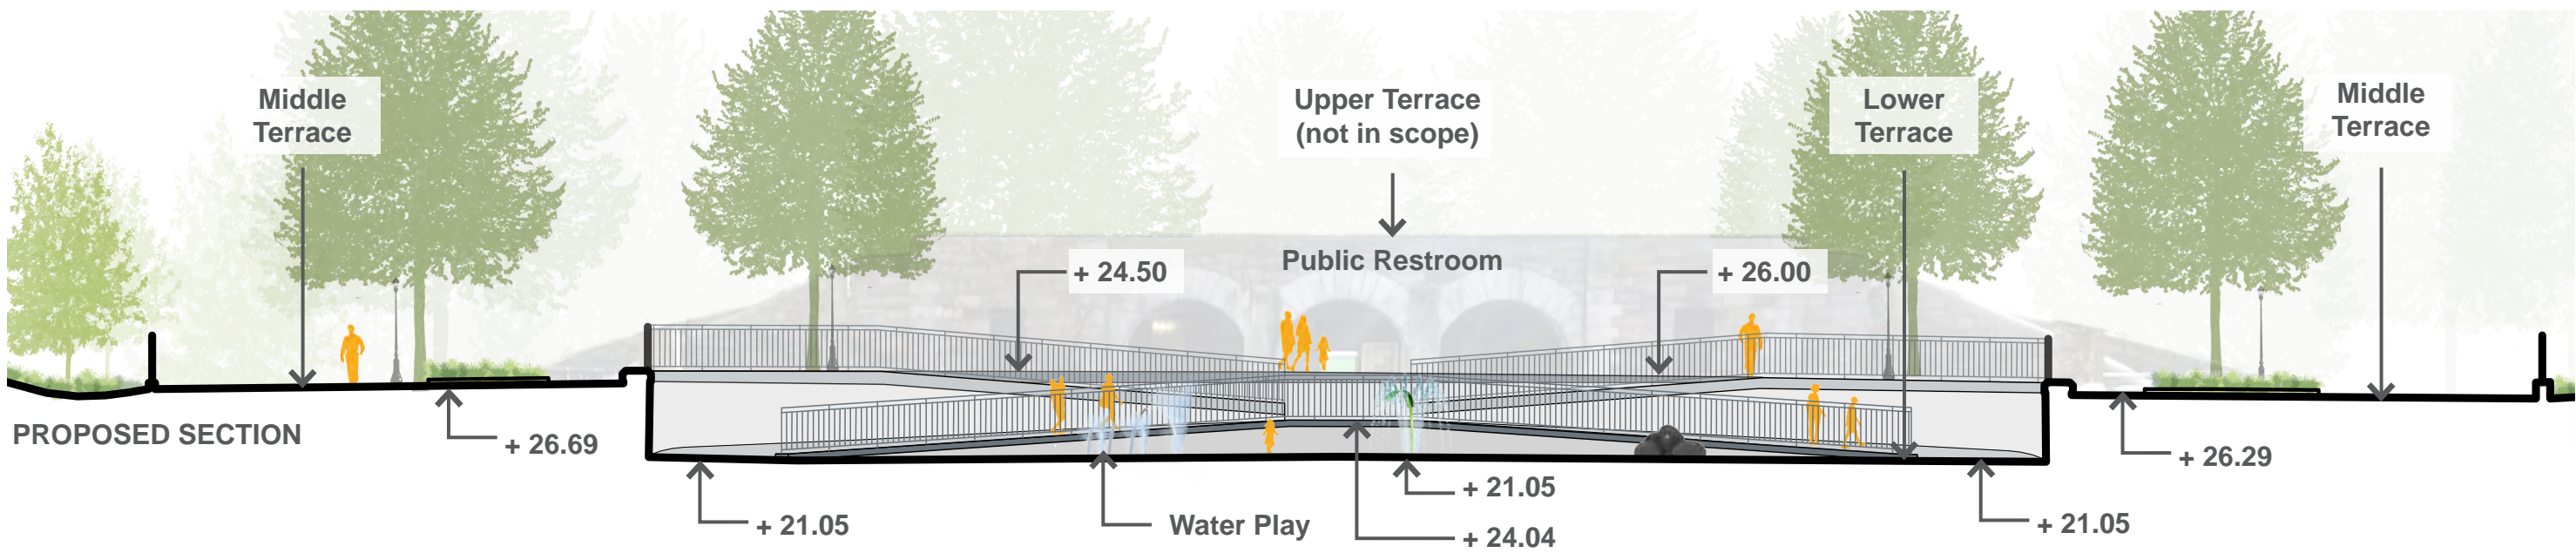 Middle
Terrace
Upper Terrace
(not in scope)
Lower
Terrace
Middle
Terrace
Public Restroom
+ 24.50
+ 26.00
PROPOSED SECTION
+ 26.69
+ 26.29
+ 21.05
Water Play
+ 21.05
+ 24.04
+ 21.05